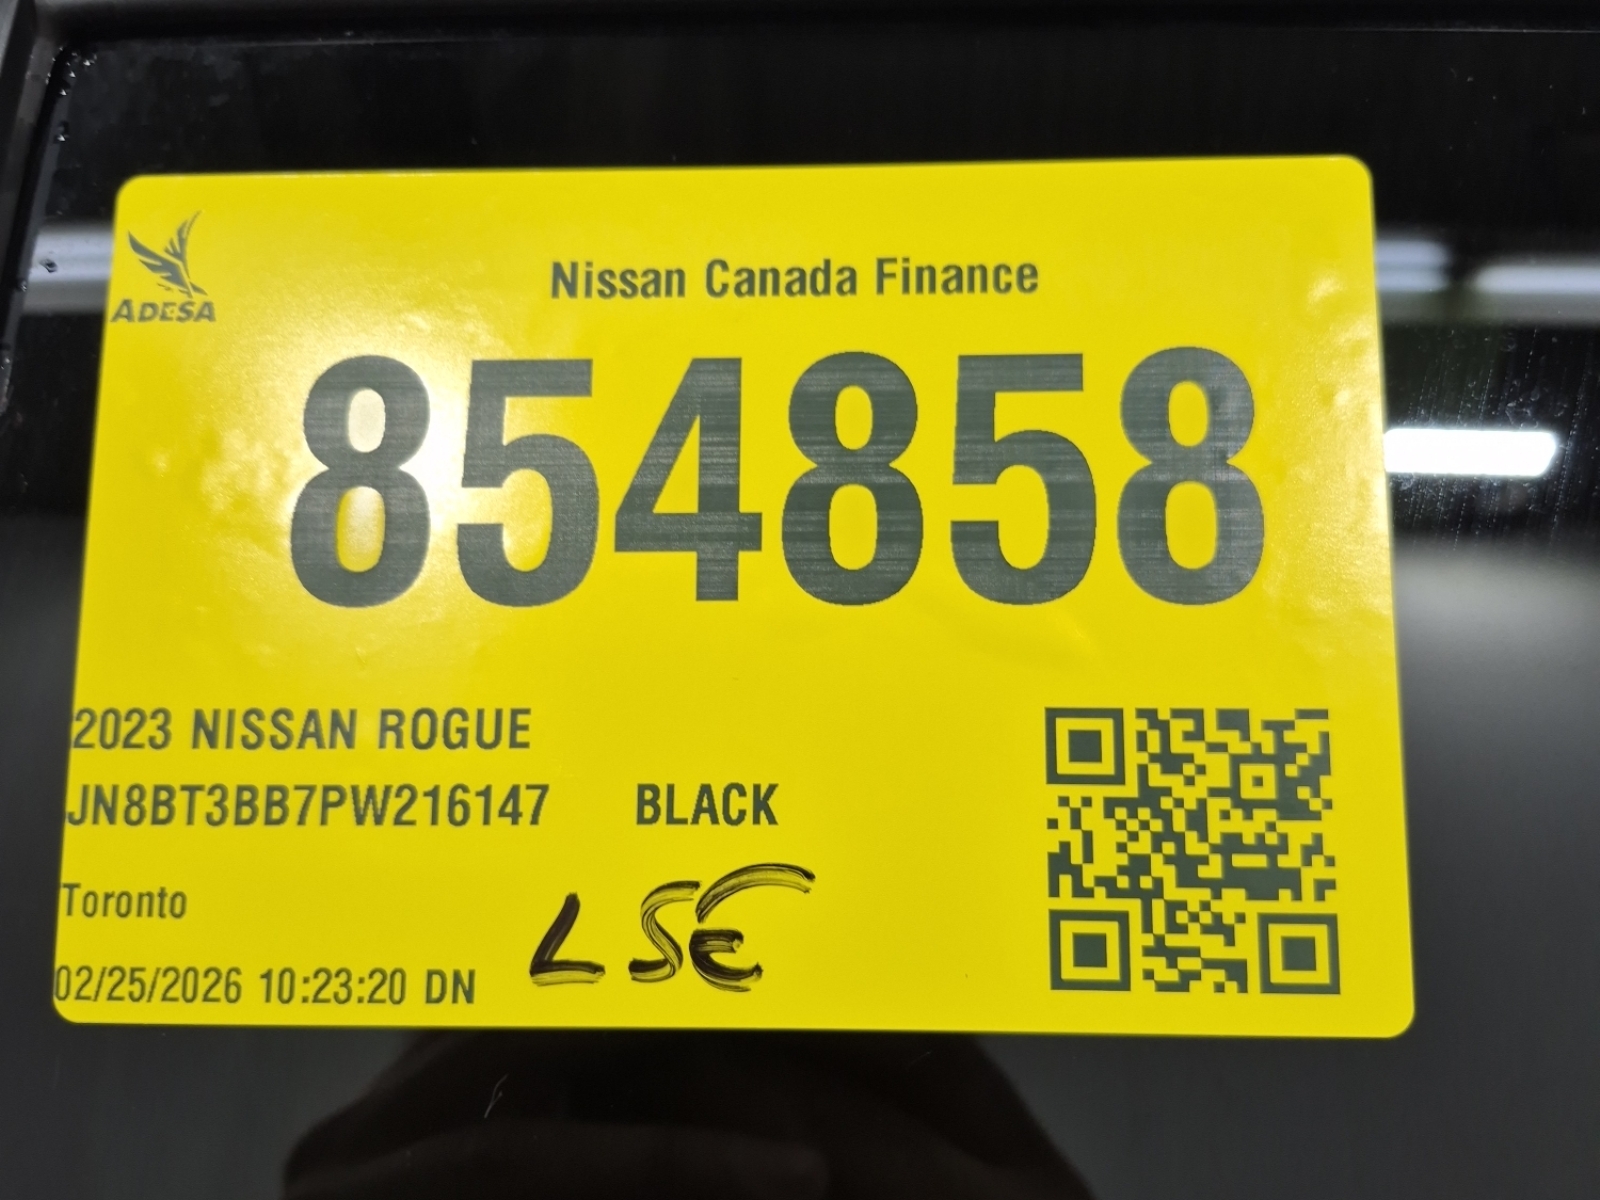 ADESA
Nissan Canada Finance
854858
2023 NISSAN ROGUE
JN8BT3BB7PW216147 BLACK
Toronto
LSE
02/25/2026 10:23:20 DN